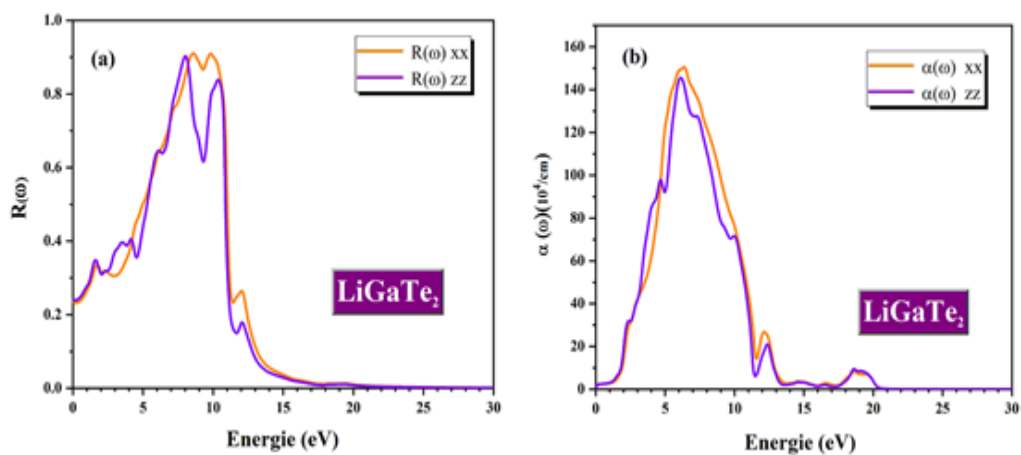 (a)
R(ω) xx
R(ω) zz
1.0
0.8
0.6
0.4
0.2
0.0
R(ω)
LiGaTe₂
0 5 10 15 20 25 30
Energie (eV)
(b)
α(ω) xx
α(ω) zz
160
140
120
100
80
60
40
20
0
α (ω)(10⁴/cm)
LiGaTe₂
0 5 10 15 20 25 30
Energie (eV)